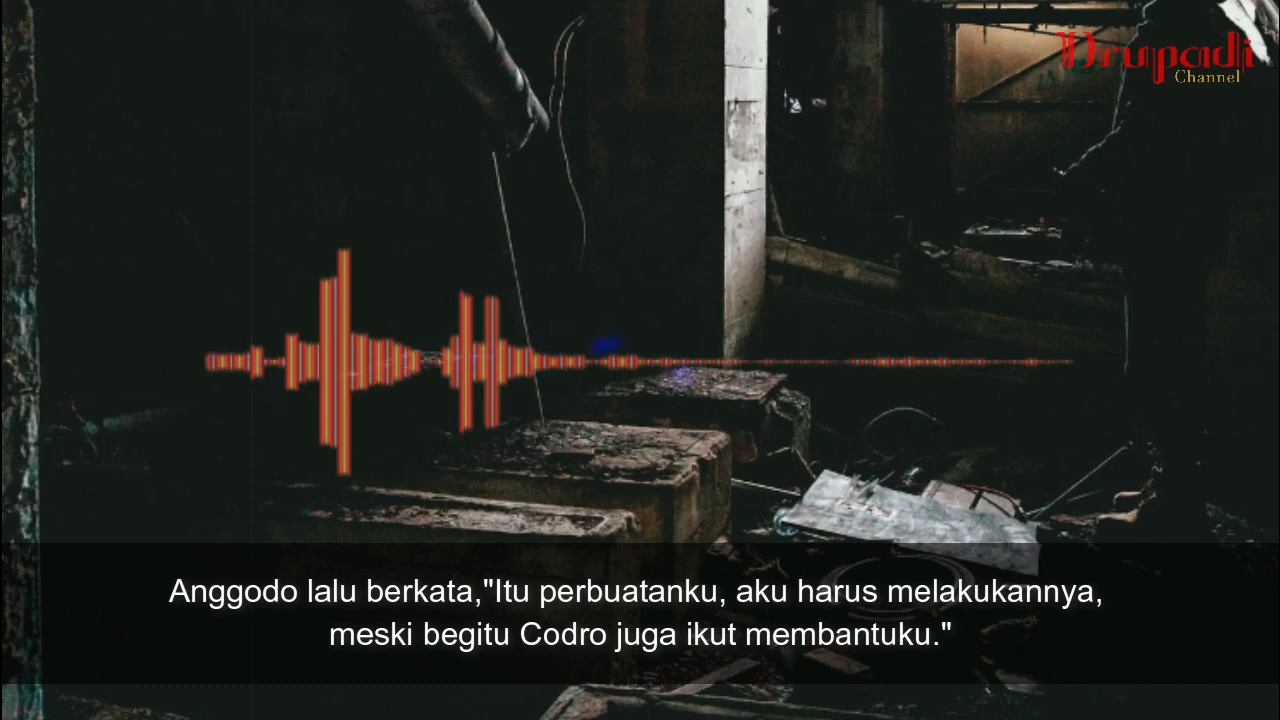 Drupadi
Channel
Anggodo lalu berkata,"Itu perbuatanku, aku harus melakukannya,
meski begitu Codro juga ikut membantuku."